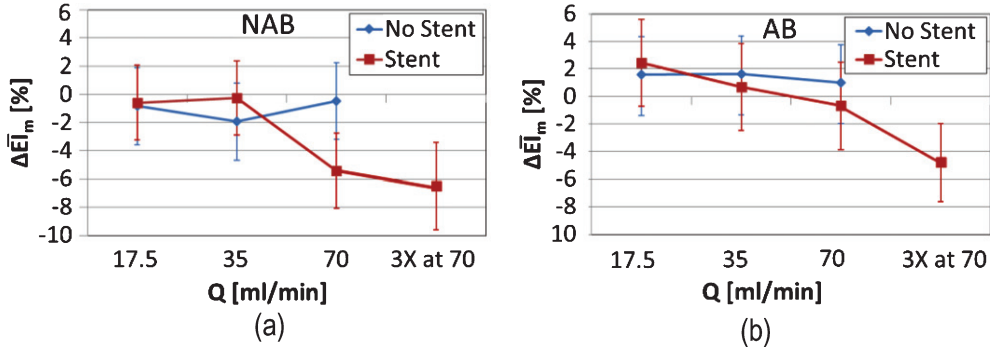 NAB
No Stent
Stent
6
4
2
0
-2
-4
-6
-8
-10
ΔE̅I̅ₘ [%]
17.5 35 70 3X at 70
Q [ml/min]
(a)
AB
No Stent
Stent
6
4
2
0
-2
-4
-6
-8
-10
ΔE̅I̅ₘ [%]
17.5 35 70 3X at 70
Q [ml/min]
(b)